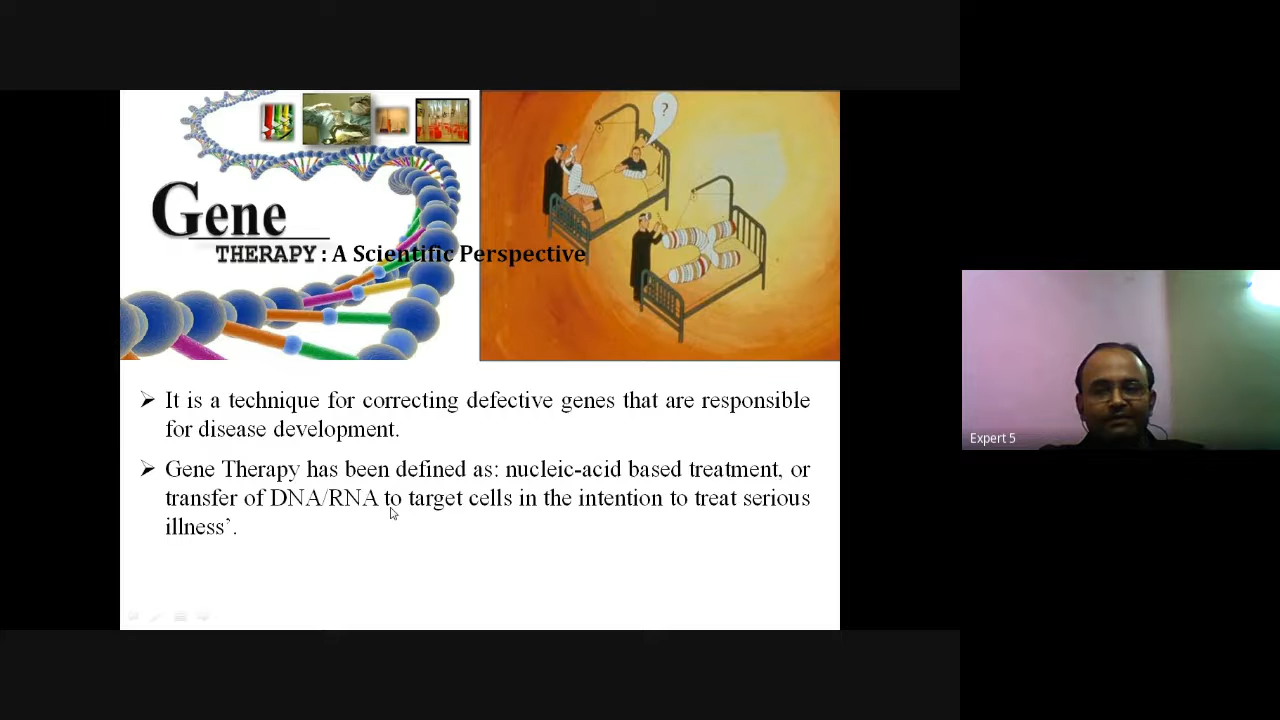 ?
Gene
THERAPY : A Scientific Perspective
➢ It is a technique for correcting defective genes that are responsible
for disease development.
➢ Gene Therapy has been defined as: nucleic-acid based treatment, or
transfer of DNA/RNA to target cells in the intention to treat serious
illness’.
Expert 5